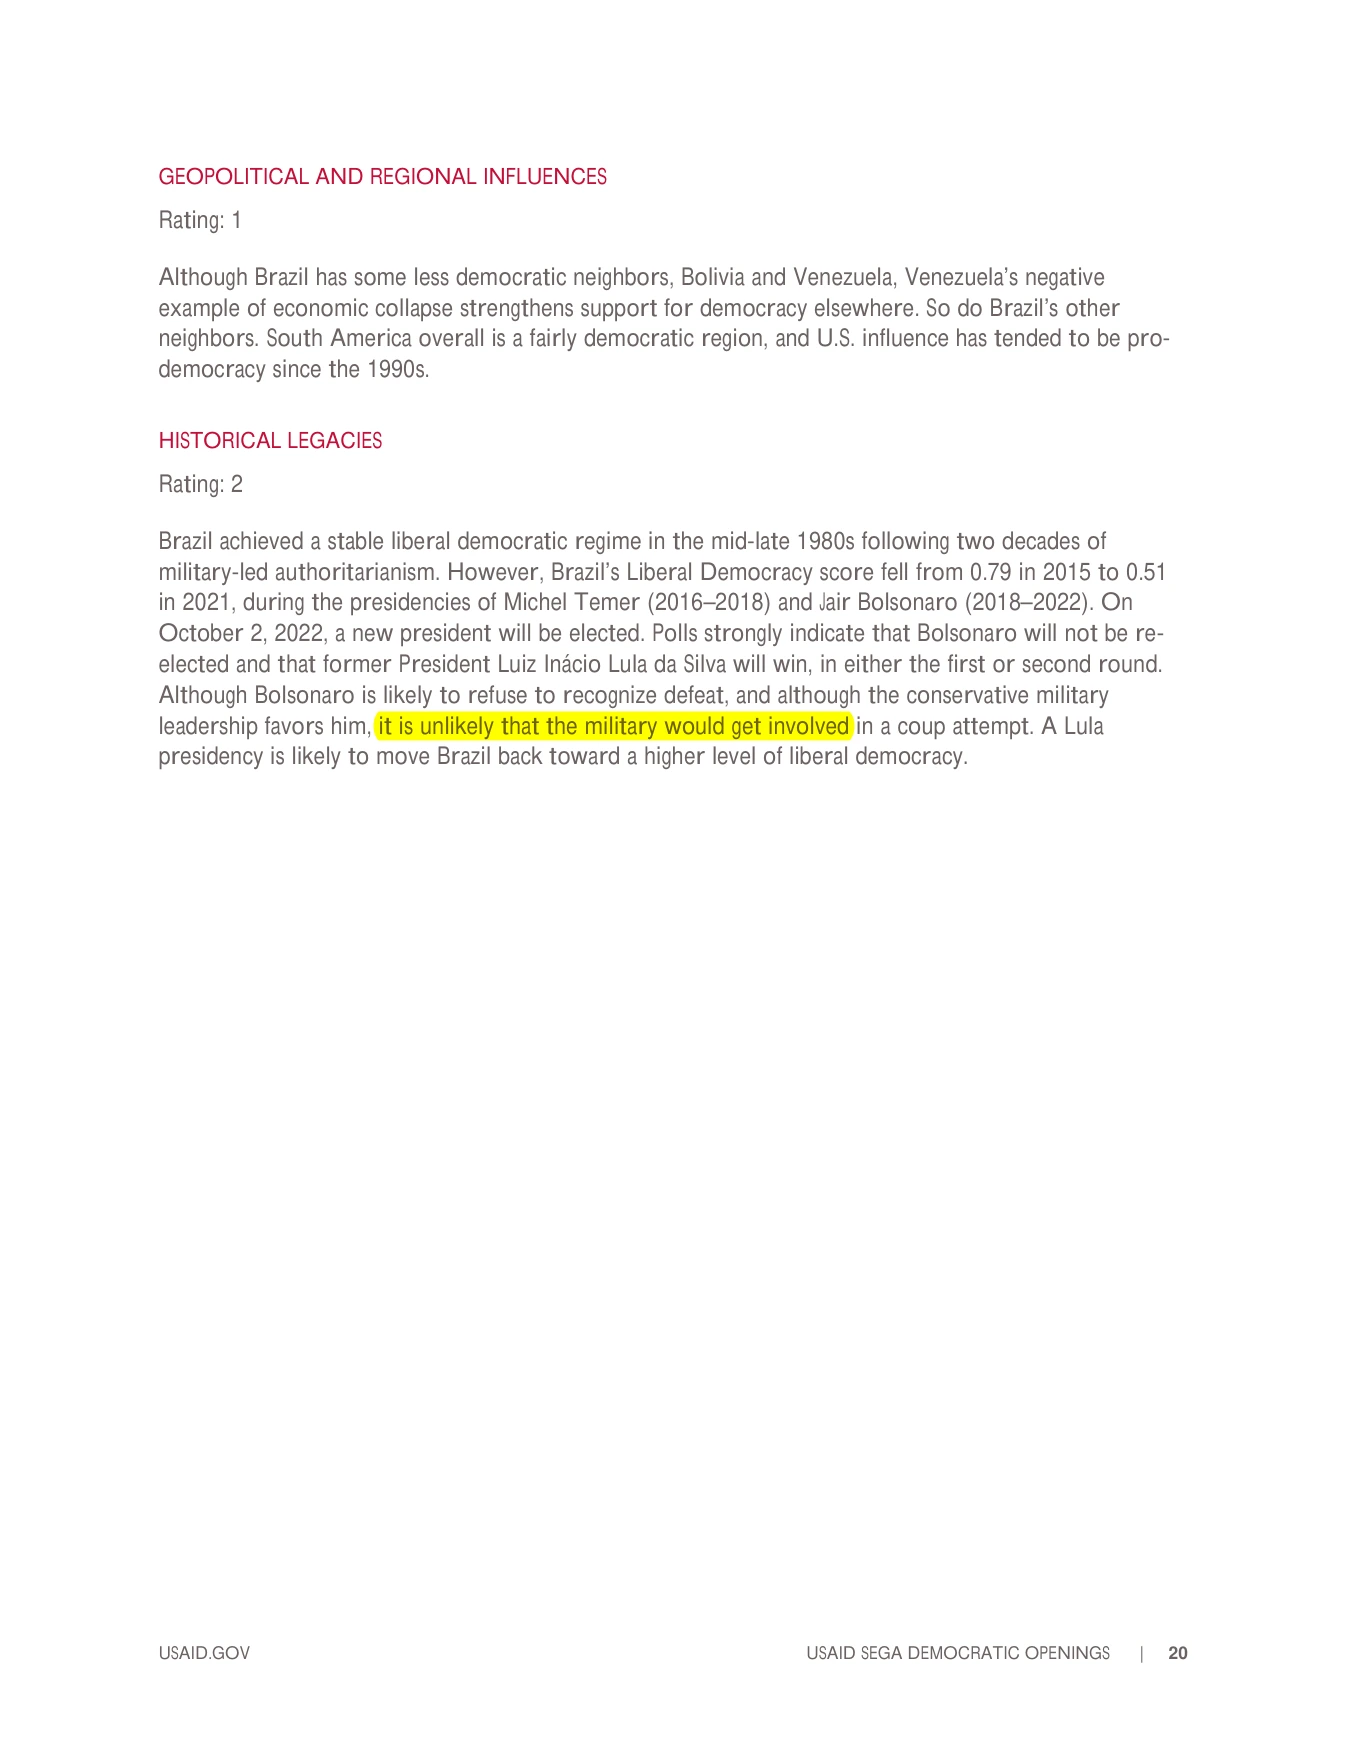 GEOPOLITICAL AND REGIONAL INFLUENCES
Rating: 1
Although Brazil has some less democratic neighbors, Bolivia and Venezuela, Venezuela’s negative
example of economic collapse strengthens support for democracy elsewhere. So do Brazil’s other
neighbors. South America overall is a fairly democratic region, and U.S. influence has tended to be pro-
democracy since the 1990s.
HISTORICAL LEGACIES
Rating: 2
Brazil achieved a stable liberal democratic regime in the mid-late 1980s following two decades of
military-led authoritarianism. However, Brazil’s Liberal Democracy score fell from 0.79 in 2015 to 0.51
in 2021, during the presidencies of Michel Temer (2016–2018) and Jair Bolsonaro (2018–2022). On
October 2, 2022, a new president will be elected. Polls strongly indicate that Bolsonaro will not be re-
elected and that former President Luiz Inácio Lula da Silva will win, in either the first or second round.
Although Bolsonaro is likely to refuse to recognize defeat, and although the conservative military
leadership favors him, it is unlikely that the military would get involved in a coup attempt. A Lula
presidency is likely to move Brazil back toward a higher level of liberal democracy.
USAID.GOV USAID SEGA DEMOCRATIC OPENINGS | 20